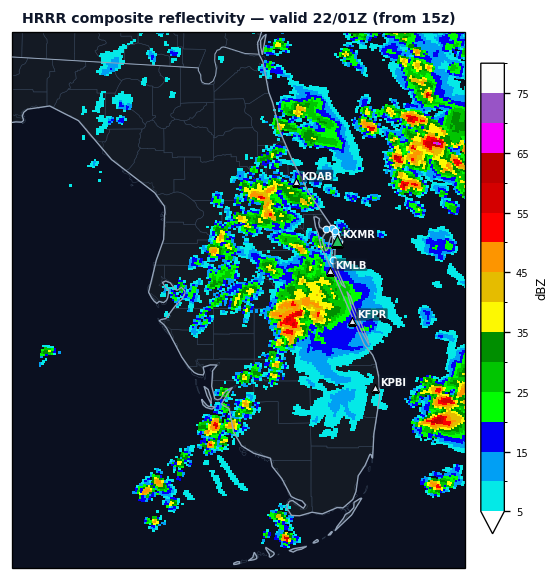 HRRR composite reflectivity — valid 22/01Z (from 15z)
KDAB
KXMR
KMLB
KFPR
KPBI
75
65
55
45
35
25
15
5
dBZ